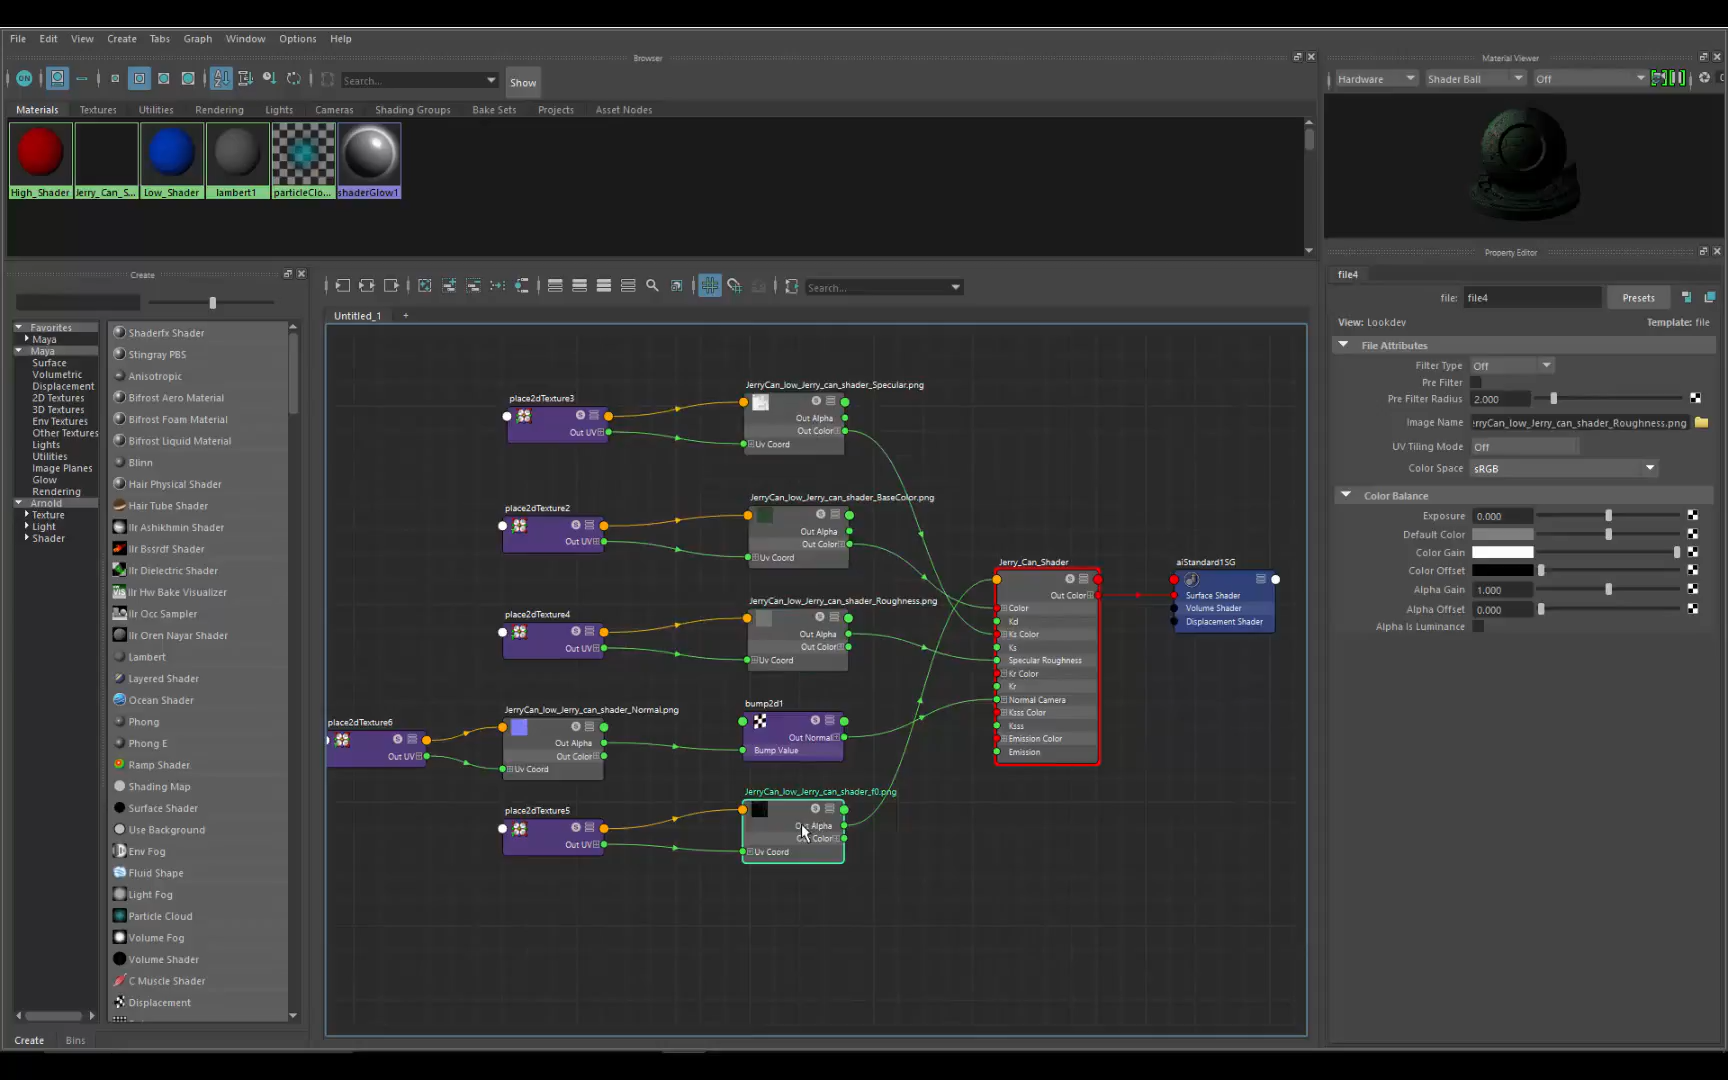 File Edit View Create Tabs Graph Window Options Help
Browser
Material Viewer
ON Search... Show
Hardware Shader Ball Off
Materials Textures Utilities Rendering Lights Cameras Shading Groups Bake Sets Projects Asset Nodes
High_Shader Jerry_Can_S... Low_Shader lambert1 particleClo... shaderGlow1
Property Editor
Create
Search...
file4
file: file4 Presets
Untitled_1 +
View: Lookdev Template: file
File Attributes
Filter Type Off
Pre Filter
Pre Filter Radius 2.000
Image Name erryCan_low_Jerry_can_shader_Roughness.png
UV Tiling Mode Off
Color Space sRGB
Color Balance
Exposure 0.000
Default Color
Color Gain
Color Offset
Alpha Gain 1.000
Alpha Offset 0.000
Alpha Is Luminance
Favorites
Maya
Maya
Surface
Volumetric
Displacement
2D Textures
3D Textures
Env Textures
Other Textures
Lights
Utilities
Image Planes
Glow
Rendering
Arnold
Texture
Light
Shader
Shaderfx Shader
Stingray PBS
Anisotropic
Bifrost Aero Material
Bifrost Foam Material
Bifrost Liquid Material
Blinn
Hair Physical Shader
Hair Tube Shader
Ilr Ashikhmin Shader
Ilr Bssrdf Shader
Ilr Dielectric Shader
Ilr Hw Bake Visualizer
Ilr Occ Sampler
Ilr Oren Nayar Shader
Lambert
Layered Shader
Ocean Shader
Phong
Phong E
Ramp Shader
Shading Map
Surface Shader
Use Background
Env Fog
Fluid Shape
Light Fog
Particle Cloud
Volume Fog
Volume Shader
C Muscle Shader
Displacement
Create Bins
place2dTexture3
Out UV
JerryCan_low_Jerry_can_shader_Specular.png
Out Alpha
Out Color
Uv Coord
place2dTexture2
Out UV
JerryCan_low_Jerry_can_shader_BaseColor.png
Out Alpha
Out Color
Uv Coord
place2dTexture4
Out UV
JerryCan_low_Jerry_can_shader_Roughness.png
Out Alpha
Out Color
Uv Coord
place2dTexture6
Out UV
JerryCan_low_Jerry_can_shader_Normal.png
Out Alpha
Out Color
Uv Coord
bump2d1
Out Normal
Bump Value
place2dTexture5
Out UV
JerryCan_low_Jerry_can_shader_f0.png
Out Alpha
Out Color
Uv Coord
Jerry_Can_Shader
Out Color
Color
Kd
Ks Color
Ks
Specular Roughness
Kr Color
Kr
Normal Camera
Ksss Color
Ksss
Emission Color
Emission
aiStandard1SG
Surface Shader
Volume Shader
Displacement Shader